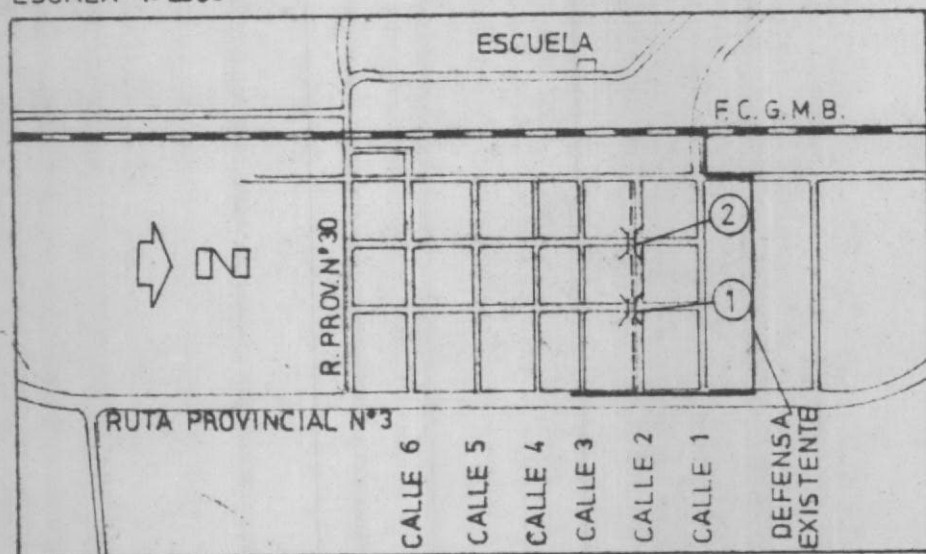 ESCUELA
F. C. G. M. B.
N
R. PROV. N° 30
2
1
RUTA PROVINCIAL N°3
CALLE 6
CALLE 5
CALLE 4
CALLE 3
CALLE 2
CALLE 1
DEFENSA
EXISTENTE